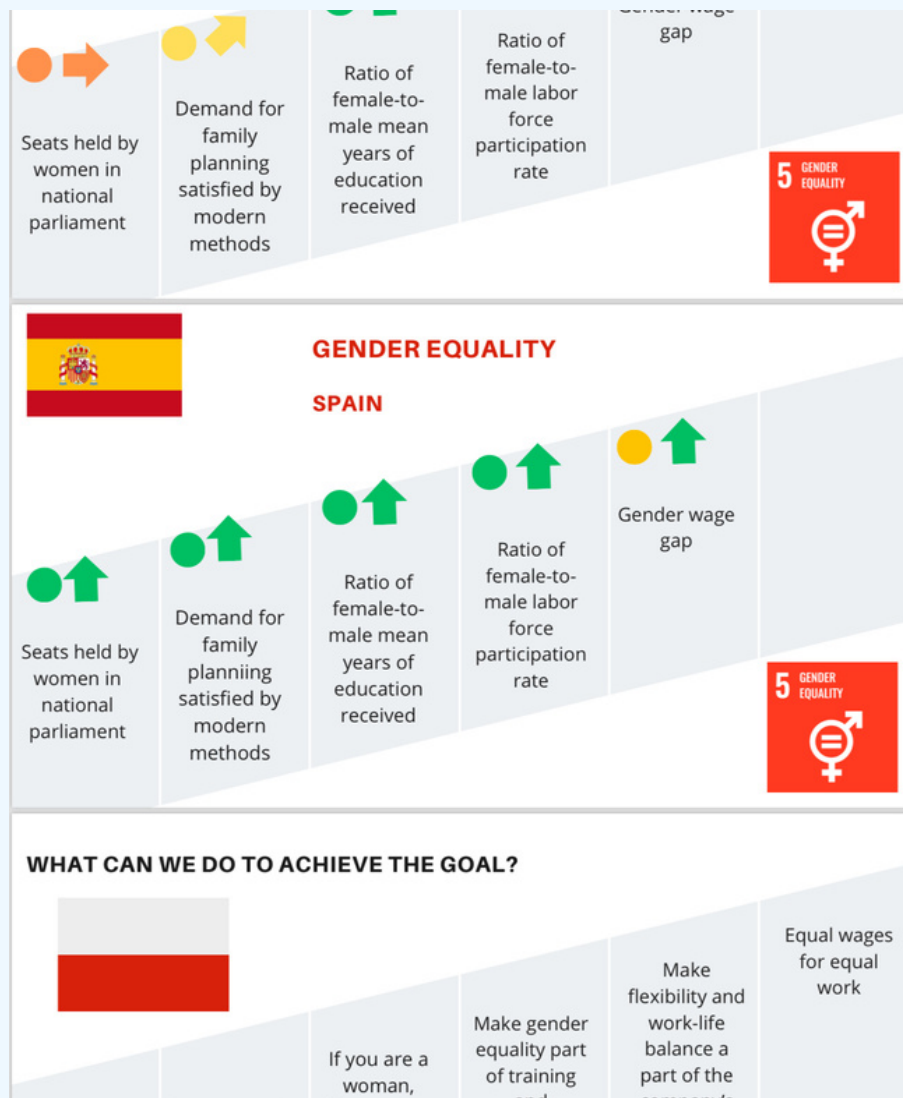 Gender wage
gap
Ratio of
female-to-
male labor
force
participation
rate
Ratio of
female-to-
male mean
years of
education
received
Demand for
family
planning
satisfied by
modern
methods
Seats held by
women in
national
parliament
5 GENDER
EQUALITY
GENDER EQUALITY
SPAIN
Seats held by
women in
national
parliament
Demand for
family
planniing
satisfied by
modern
methods
Ratio of
female-to-
male mean
years of
education
received
Ratio of
female-to-
male labor
force
participation
rate
Gender wage
gap
5 GENDER
EQUALITY
WHAT CAN WE DO TO ACHIEVE THE GOAL?
If you are a
woman,
Make gender
equality part
of training
Make
flexibility and
work-life
balance a
part of the
Equal wages
for equal
work